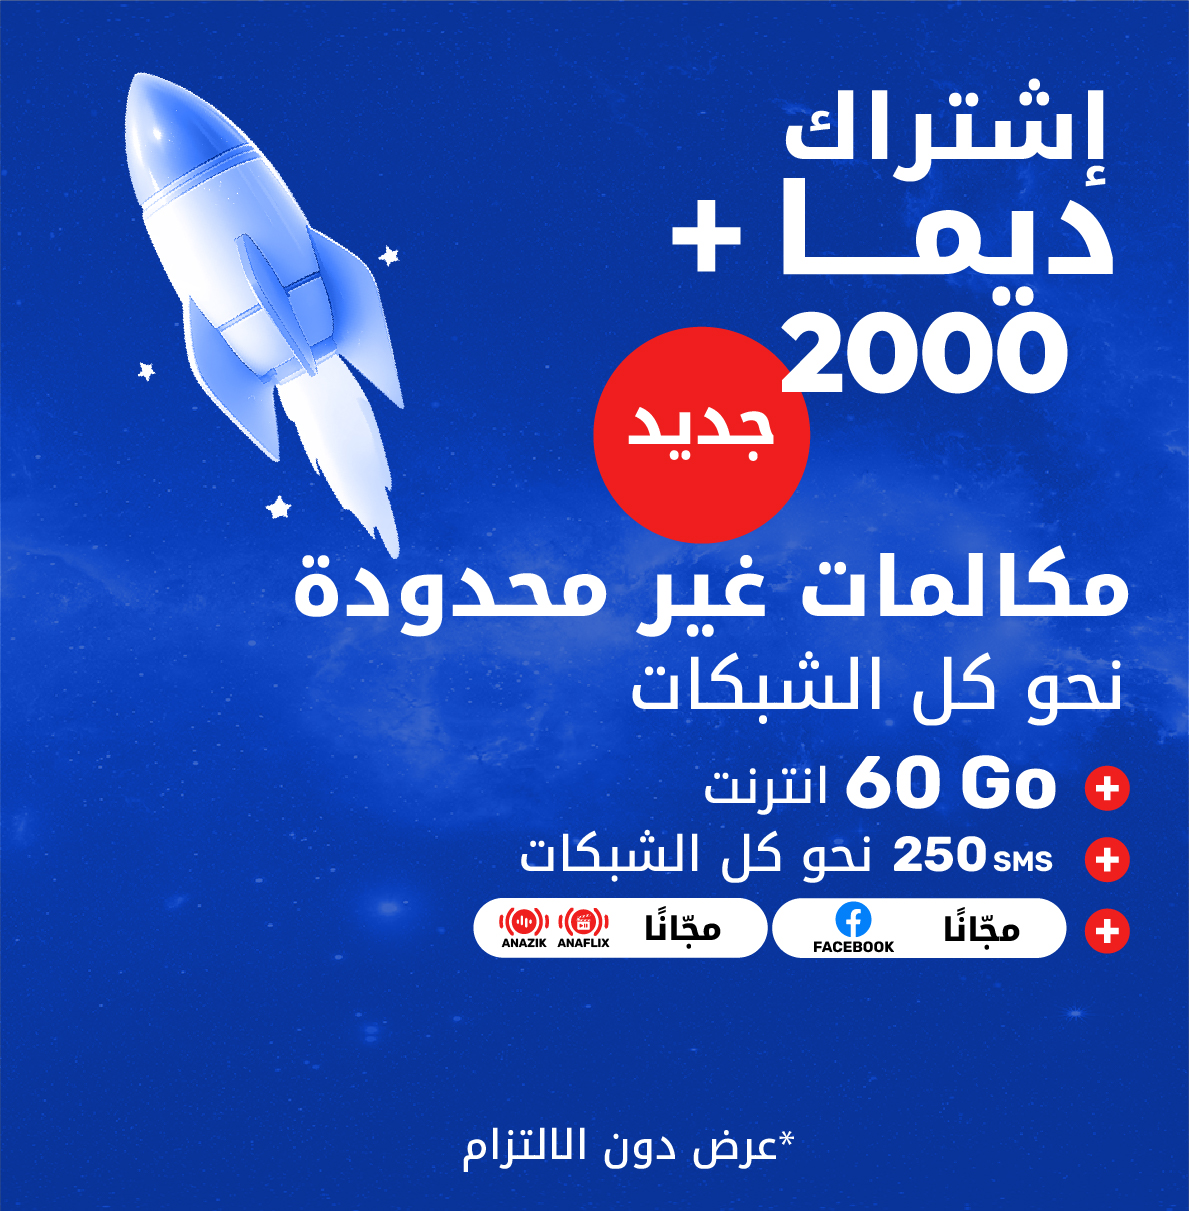 إشتراك
ديمـــا +
2000
جديد
مكالمات غير محدودة
نحو كل الشبكات
+ 60 Go انترنت
+ 250 SMS نحو كل الشبكات
+ مجّانًا FACEBOOK مجّانًا ANAFLIX ANAZIK
*عرض دون الالتزام